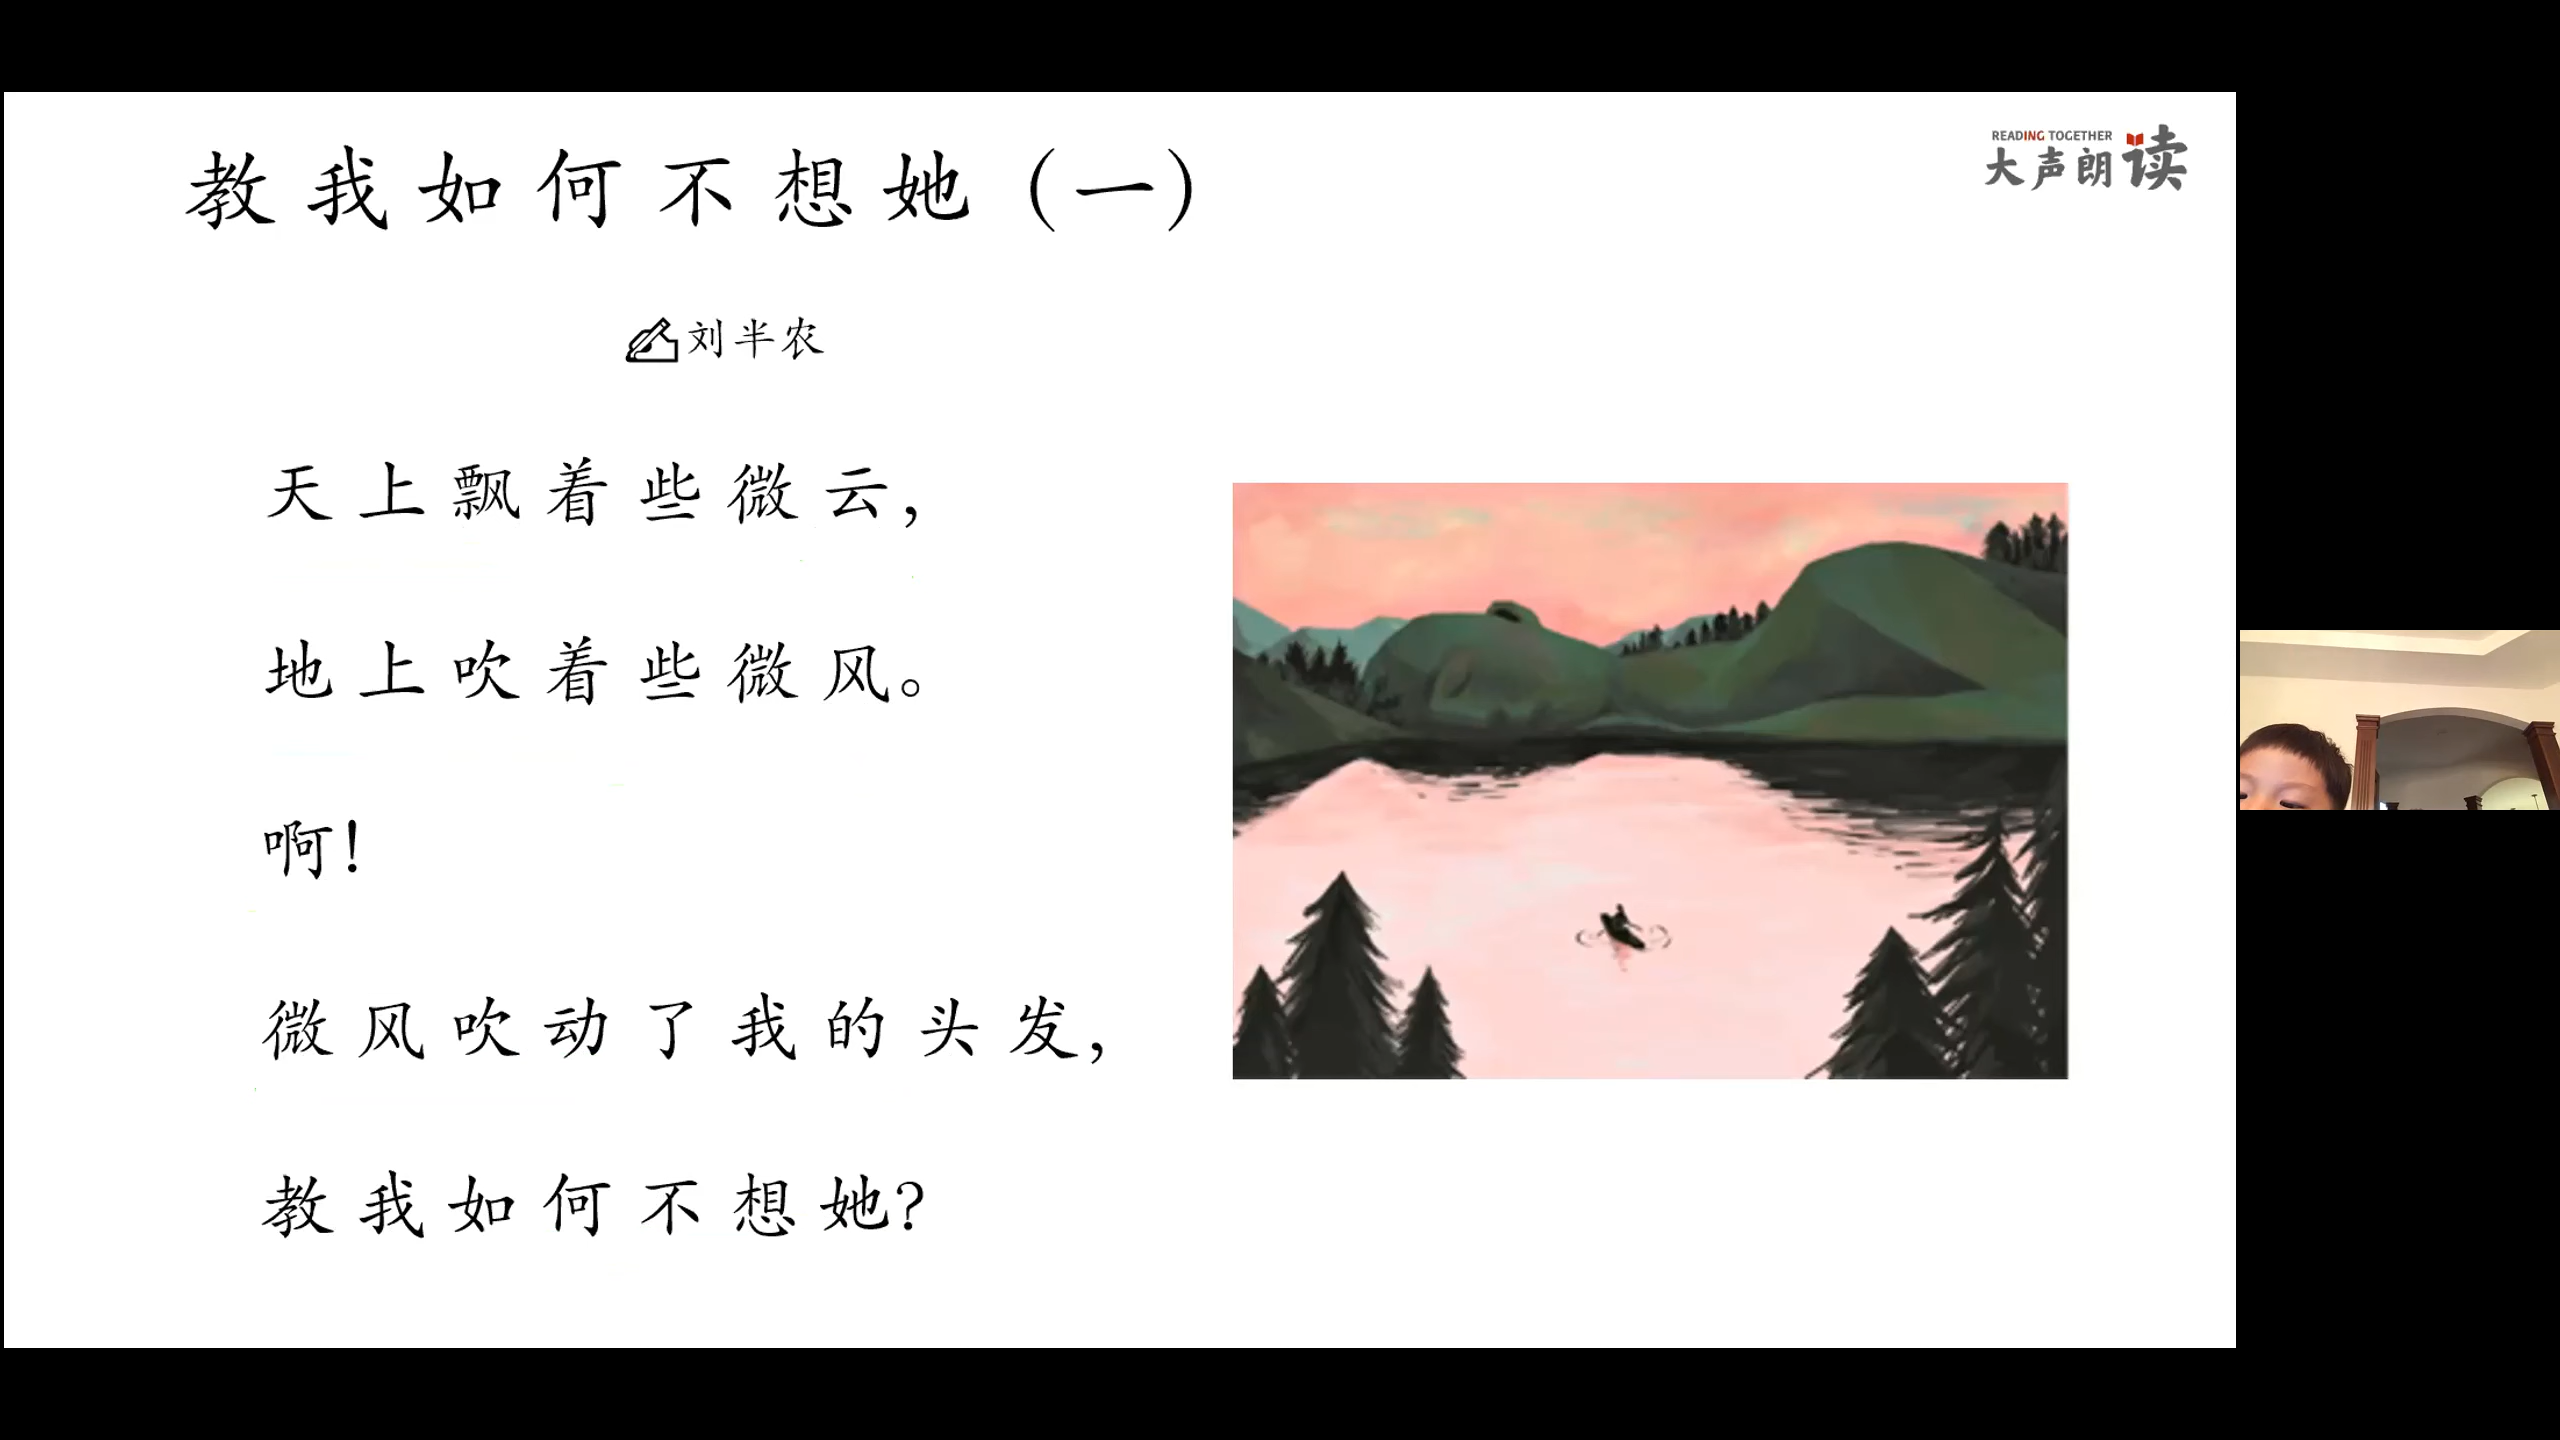 教我如何不想她（一）
READING TOGETHER
大声朗读
刘半农
天上飘着些微云，
地上吹着些微风。
啊！
微风吹动了我的头发，
教我如何不想她？